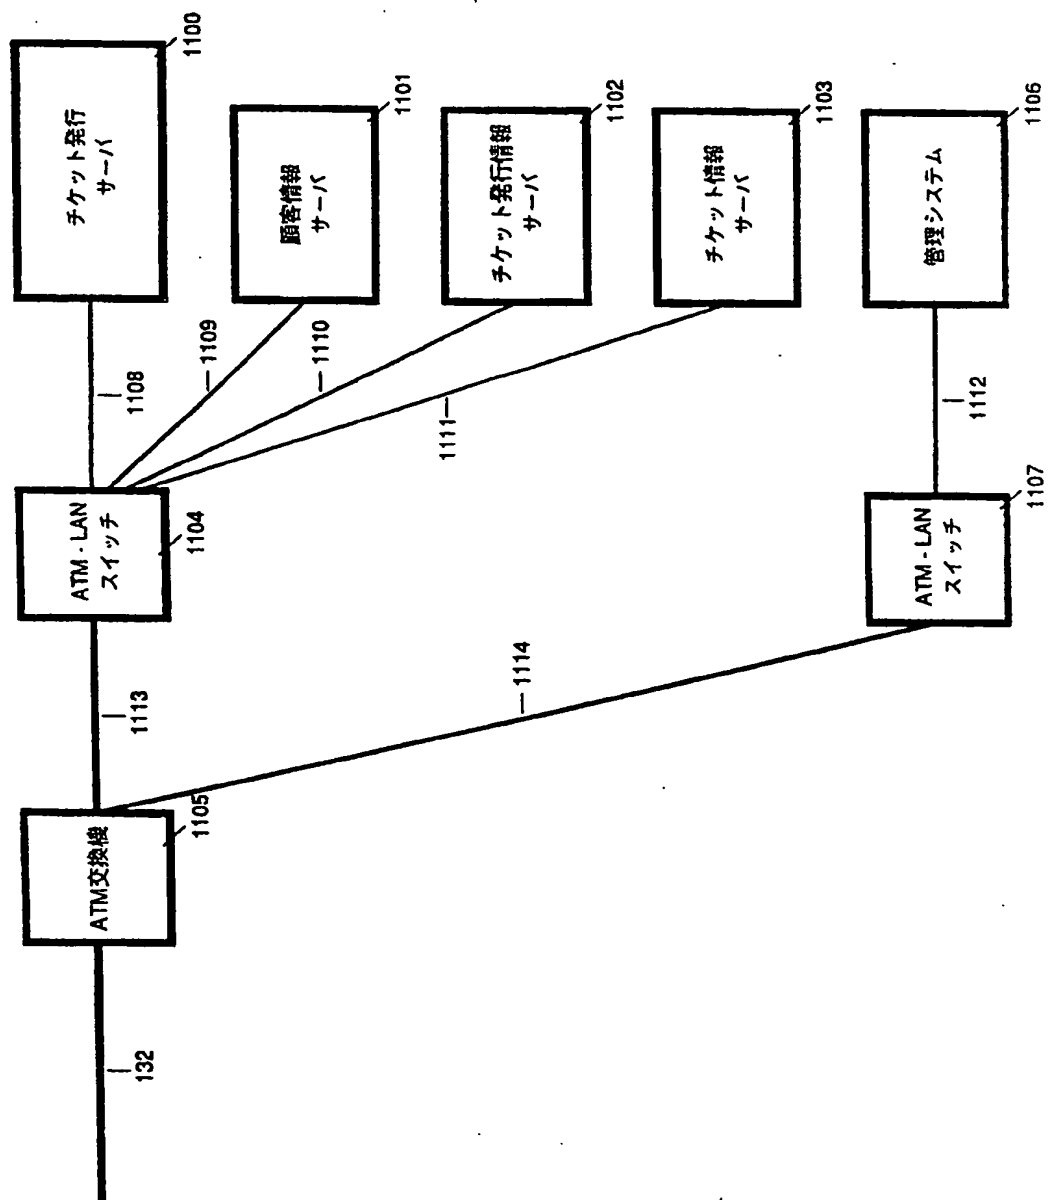 チケット発行
サーバ
1100
顧客情報
サーバ
1101
チケット発行情報
サーバ
1102
チケット情報
サーバ
1103
管理システム
1106
1108
1109
1110
1111
1112
ATM-LAN
スイッチ
1104
ATM-LAN
スイッチ
1107
1113
1114
ATM交換機
1105
132